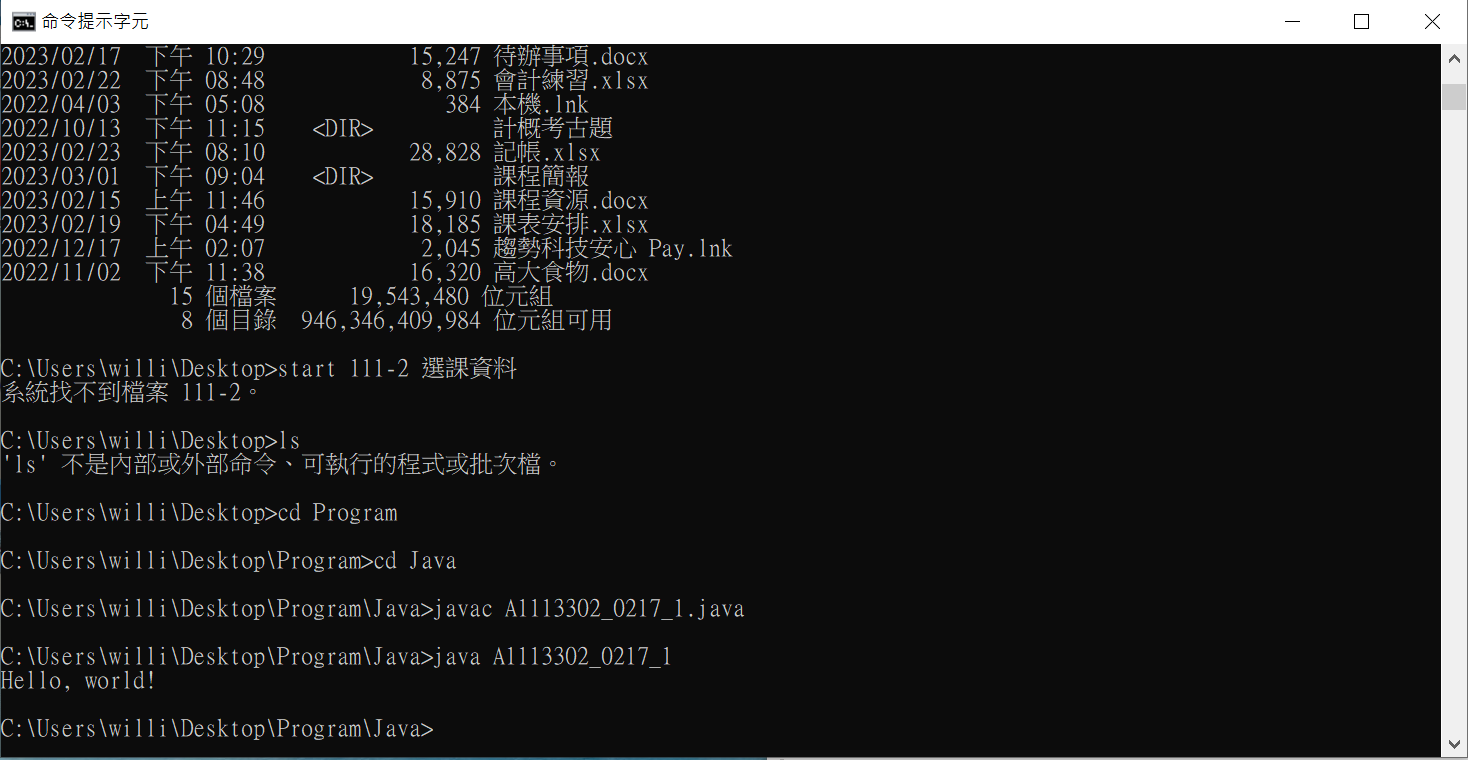 命令提示字元
2023/02/17  下午 10:29            15,247 待辦事項.docx
2023/02/22  下午 08:48             8,875 會計練習.xlsx
2022/04/03  下午 05:08               384 本機.lnk
2022/10/13  下午 11:15    <DIR>          計概考古題
2023/02/23  下午 08:10            28,828 記帳.xlsx
2023/03/01  下午 09:04    <DIR>          課程簡報
2023/02/15  上午 11:46            15,910 課程資源.docx
2023/02/19  下午 04:49            18,185 課表安排.xlsx
2022/12/17  上午 02:07             2,045 趨勢科技安心 Pay.lnk
2022/11/02  下午 11:38            16,320 高大食物.docx
15 個檔案      19,543,480 位元組
8 個目錄  946,346,409,984 位元組可用
C:\Users\willi\Desktop>start 111-2 選課資料
系統找不到檔案 111-2。
C:\Users\willi\Desktop>ls
'ls' 不是內部或外部命令、可執行的程式或批次檔。
C:\Users\willi\Desktop>cd Program
C:\Users\willi\Desktop\Program>cd Java
C:\Users\willi\Desktop\Program\Java>javac A1113302_0217_1.java
C:\Users\willi\Desktop\Program\Java>java A1113302_0217_1
Hello, world!
C:\Users\willi\Desktop\Program\Java>